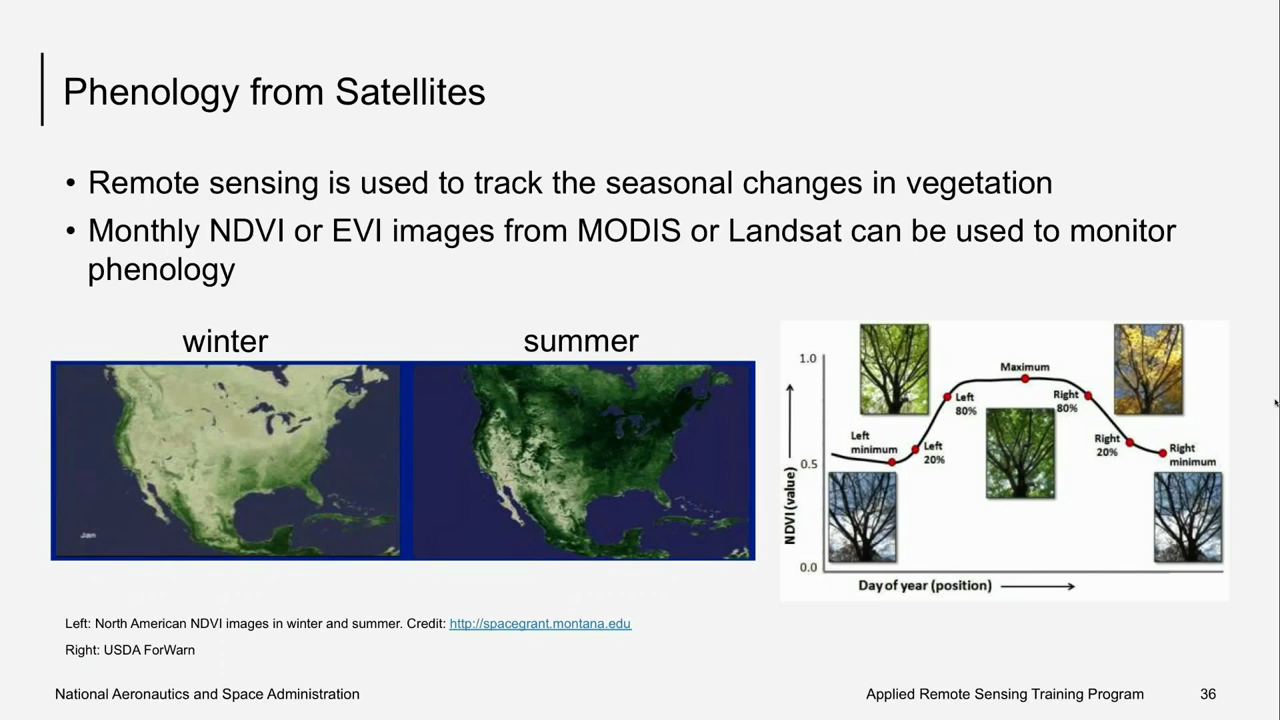 Phenology from Satellites
• Remote sensing is used to track the seasonal changes in vegetation
• Monthly NDVI or EVI images from MODIS or Landsat can be used to monitor
phenology
winter
summer
Jan
1.0
0.5
0.0
NDVI (value)
Left
minimum
Left
20%
Left
80%
Maximum
Right
80%
Right
20%
Right
minimum
Day of year (position)
Left: North American NDVI images in winter and summer. Credit: http://spacegrant.montana.edu
Right: USDA ForWarn
National Aeronautics and Space Administration
Applied Remote Sensing Training Program
36